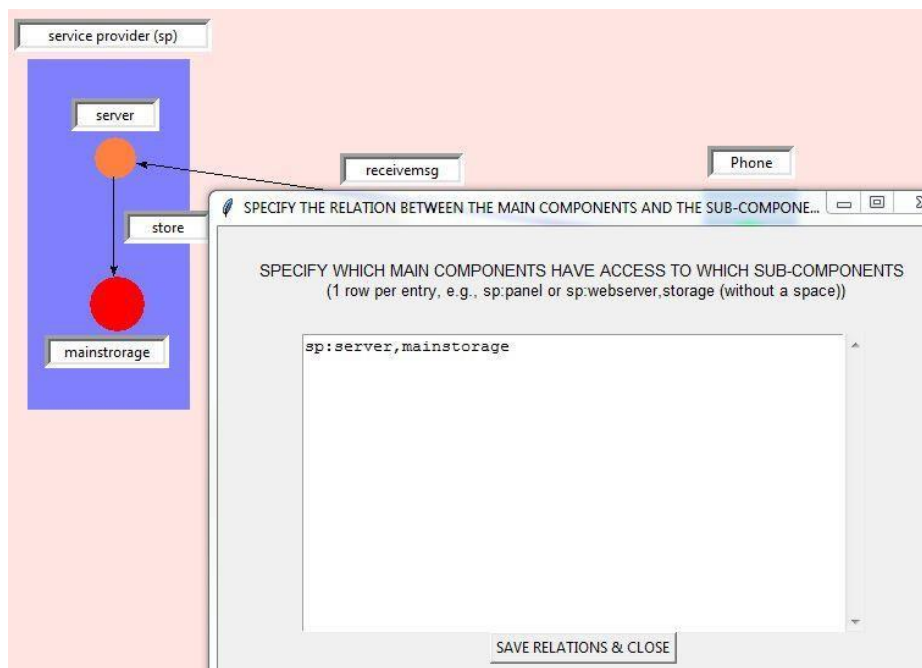 service provider (sp)
server
receivemsg
Phone
store
mainstrorage
SPECIFY THE RELATION BETWEEN THE MAIN COMPONENTS AND THE SUB-COMPONE...
SPECIFY WHICH MAIN COMPONENTS HAVE ACCESS TO WHICH SUB-COMPONENTS
(1 row per entry, e.g., sp:panel or sp:webserver,storage (without a space))
sp:server,mainstorage
SAVE RELATIONS & CLOSE